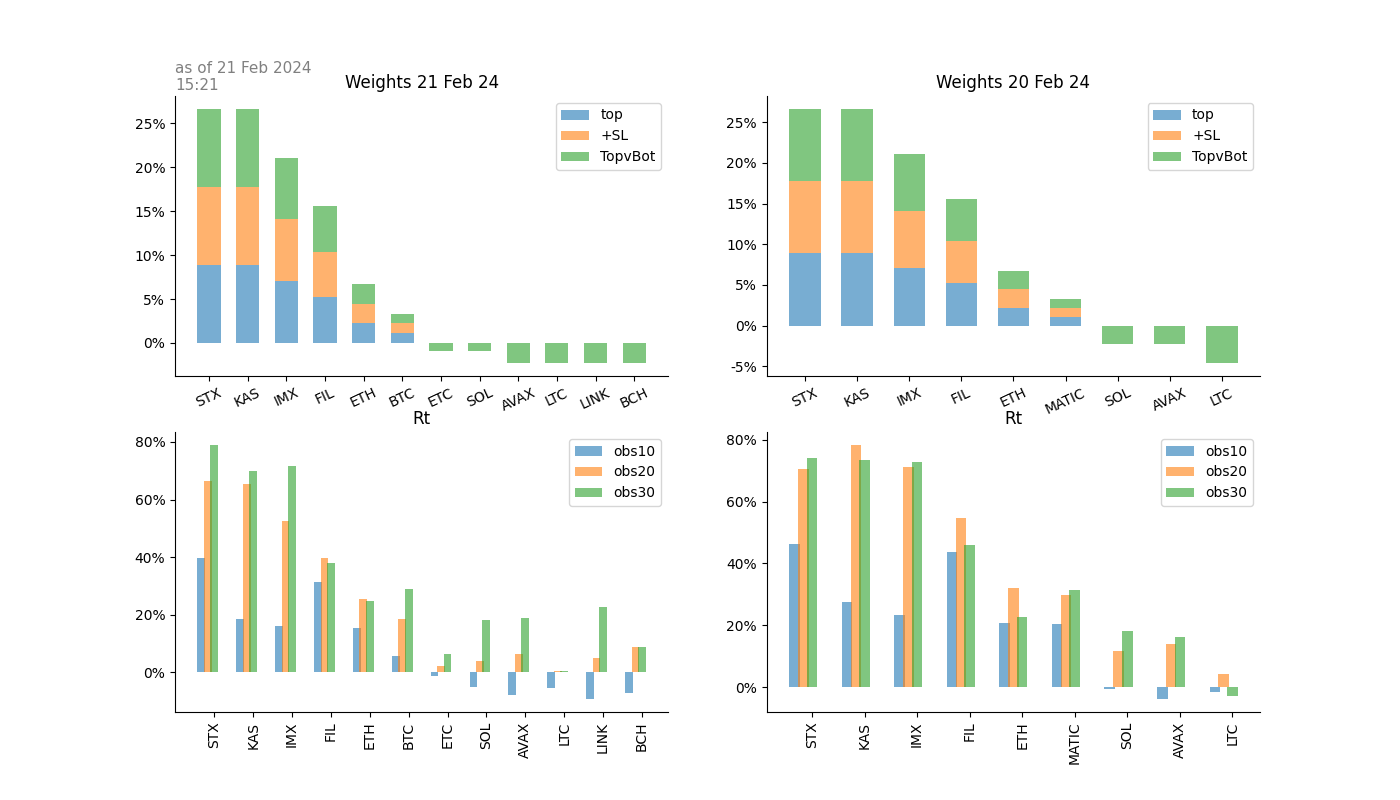 as of 21 Feb 2024
15:21
Weights 21 Feb 24
25%
20%
15%
10%
5%
0%
top
+SL
TopvBot
STX KAS IMX FIL ETH BTC ETC SOL AVAX LTC LINK BCH
Weights 20 Feb 24
25%
20%
15%
10%
5%
0%
-5%
top
+SL
TopvBot
STX KAS IMX FIL ETH MATIC SOL AVAX LTC
Rt
80%
60%
40%
20%
0%
obs10
obs20
obs30
STX KAS IMX FIL ETH BTC ETC SOL AVAX LTC LINK BCH
Rt
80%
60%
40%
20%
0%
obs10
obs20
obs30
STX KAS IMX FIL ETH MATIC SOL AVAX LTC